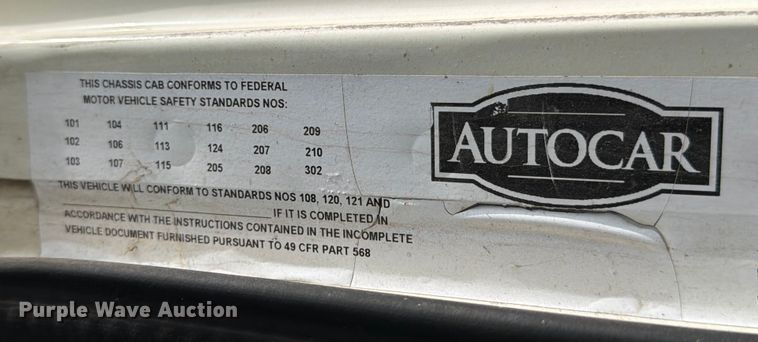 THIS CHASSIS CAB CONFORMS TO FEDERAL
MOTOR VEHICLE SAFETY STANDARDS NOS:
101 104 111 116 206 209
102 106 113 124 207 210
103 107 115 205 208 302
THIS VEHICLE WILL CONFORM TO STANDARDS NOS 108, 120, 121 AND
IF IT IS COMPLETED IN
ACCORDANCE WITH THE INSTRUCTIONS CONTAINED IN THE INCOMPLETE
VEHICLE DOCUMENT FURNISHED PURSUANT TO 49 CFR PART 568
AUTOCAR
Purple Wave Auction